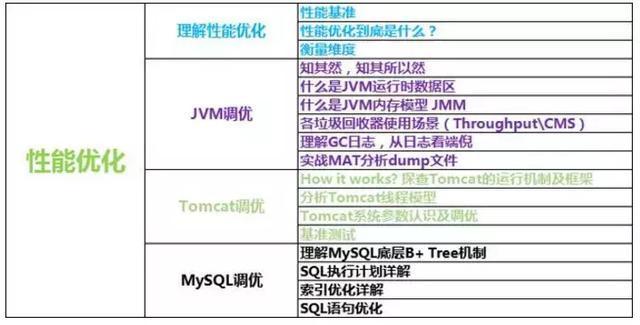 性能优化
理解性能优化
性能基准
性能优化到底是什么？
衡量维度
JVM调优
知其然，知其所以然
什么是JVM运行时数据区
什么是JVM内存模型 JMM
各垃圾回收器使用场景（Throughput\CMS）
理解GC日志，从日志看端倪
实战MAT分析dump文件
Tomcat调优
How it works? 探查Tomcat的运行机制及框架
分析Tomcat线程模型
Tomcat系统参数认识及调优
基准测试
MySQL调优
理解MySQL底层B+ Tree机制
SQL执行计划详解
索引优化详解
SQL语句优化